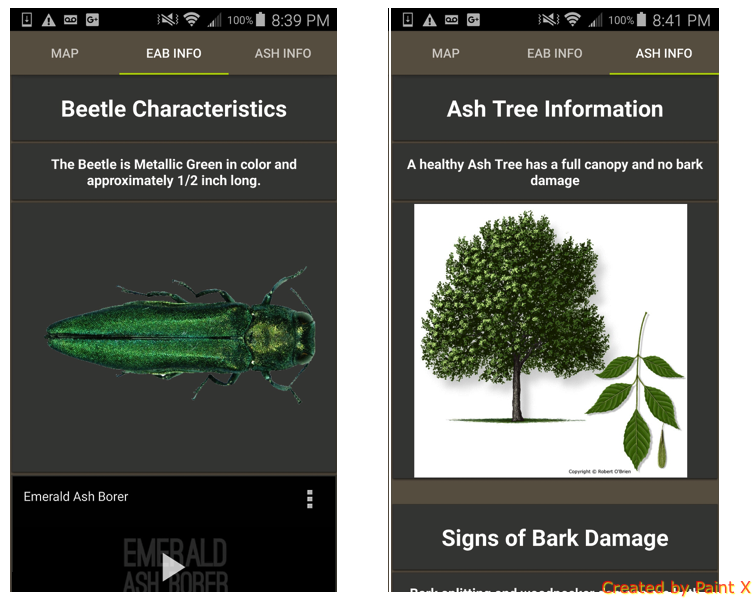 100% 8:39 PM
MAP EAB INFO ASH INFO
Beetle Characteristics
The Beetle is Metallic Green in color and
approximately 1/2 inch long.
Emerald Ash Borer
EMERALD
ASH BORER
G+ 100% 8:41 PM
MAP EAB INFO ASH INFO
Ash Tree Information
A healthy Ash Tree has a full canopy and no bark
damage
Copyright © Robert O'Brien
Signs of Bark Damage
Bark splitting and woodpecker
Created by Paint X